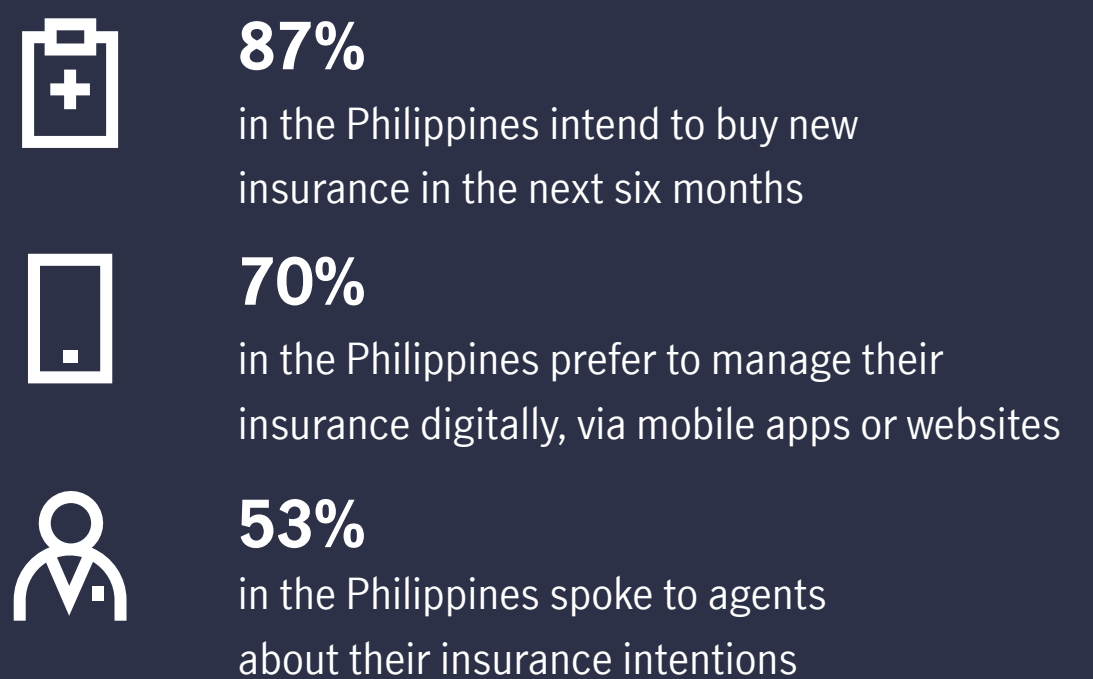 87%
in the Philippines intend to buy new
insurance in the next six months
70%
in the Philippines prefer to manage their
insurance digitally, via mobile apps or websites
53%
in the Philippines spoke to agents
about their insurance intentions